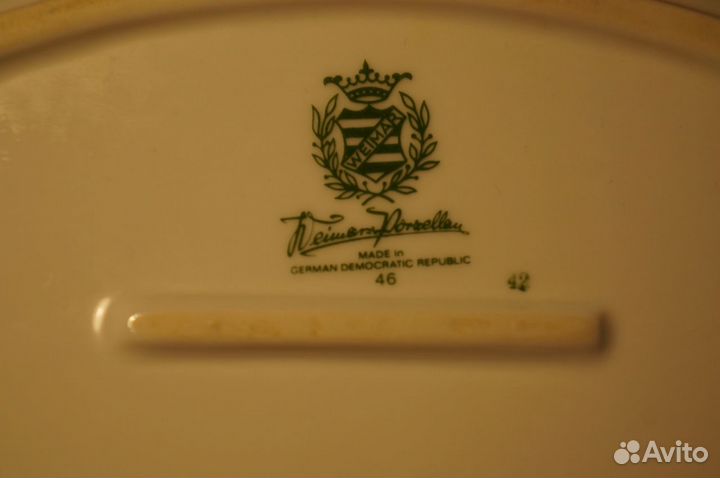 WEIMAR
Weimar Porzellan
MADE in
GERMAN DEMOCRATIC REPUBLIC
46
42
Avito